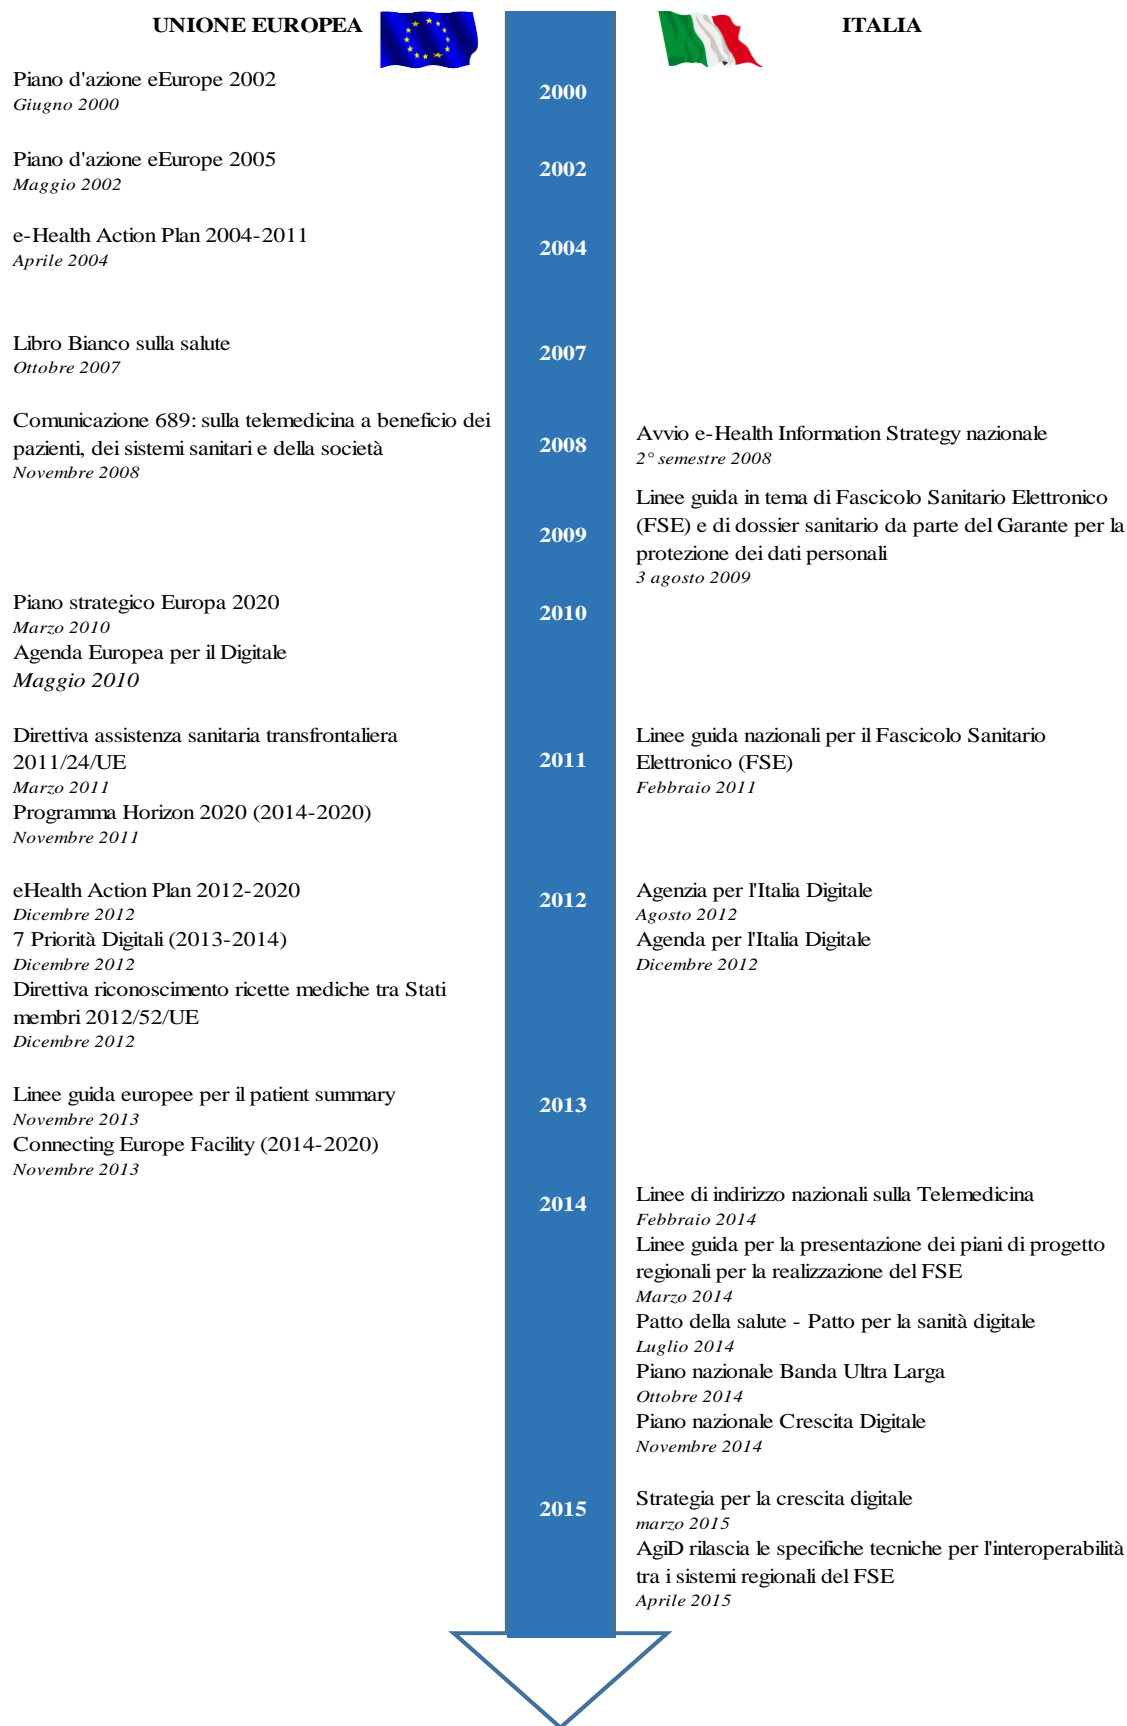 UNIONE EUROPEA
ITALIA
Piano d'azione eEurope 2002
Giugno 2000
2000
Piano d'azione eEurope 2005
Maggio 2002
2002
e-Health Action Plan 2004-2011
Aprile 2004
2004
Libro Bianco sulla salute
Ottobre 2007
2007
Comunicazione 689: sulla telemedicina a beneficio dei
pazienti, dei sistemi sanitari e della società
Novembre 2008
2008
Avvio e-Health Information Strategy nazionale
2° semestre 2008
2009
Linee guida in tema di Fascicolo Sanitario Elettronico
(FSE) e di dossier sanitario da parte del Garante per la
protezione dei dati personali
3 agosto 2009
Piano strategico Europa 2020
Marzo 2010
Agenda Europea per il Digitale
Maggio 2010
2010
Direttiva assistenza sanitaria transfrontaliera
2011/24/UE
Marzo 2011
Programma Horizon 2020 (2014-2020)
Novembre 2011
2011
Linee guida nazionali per il Fascicolo Sanitario
Elettronico (FSE)
Febbraio 2011
eHealth Action Plan 2012-2020
Dicembre 2012
7 Priorità Digitali (2013-2014)
Dicembre 2012
Direttiva riconoscimento ricette mediche tra Stati
membri 2012/52/UE
Dicembre 2012
2012
Agenzia per l'Italia Digitale
Agosto 2012
Agenda per l'Italia Digitale
Dicembre 2012
Linee guida europee per il patient summary
Novembre 2013
Connecting Europe Facility (2014-2020)
Novembre 2013
2013
2014
Linee di indirizzo nazionali sulla Telemedicina
Febbraio 2014
Linee guida per la presentazione dei piani di progetto
regionali per la realizzazione del FSE
Marzo 2014
Patto della salute - Patto per la sanità digitale
Luglio 2014
Piano nazionale Banda Ultra Larga
Ottobre 2014
Piano nazionale Crescita Digitale
Novembre 2014
2015
Strategia per la crescita digitale
marzo 2015
AgiD rilascia le specifiche tecniche per l'interoperabilità
tra i sistemi regionali del FSE
Aprile 2015